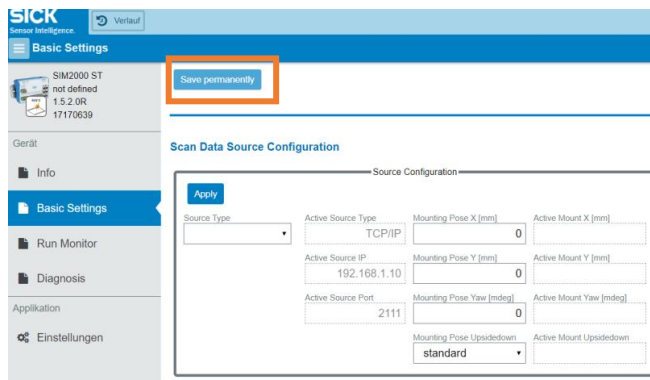 SICK
Sensor Intelligence.
Verlauf
Basic Settings
SIM2000 ST
not defined
1.5.2.0R
17170639
Gerät
Info
Basic Settings
Run Monitor
Diagnosis
Applikation
Einstellungen
Save permanently
Scan Data Source Configuration
Source Configuration
Apply
Source Type
Active Source Type
Mounting Pose X [mm]
Active Mount X [mm]
TCP/IP
0
Active Source IP
Mounting Pose Y [mm]
Active Mount Y [mm]
192.168.1.10
0
Active Source Port
Mounting Pose Yaw [mdeg]
Active Mount Yaw [mdeg]
2111
0
Mounting Pose Upsidedown
Active Mount Upsidedown
standard